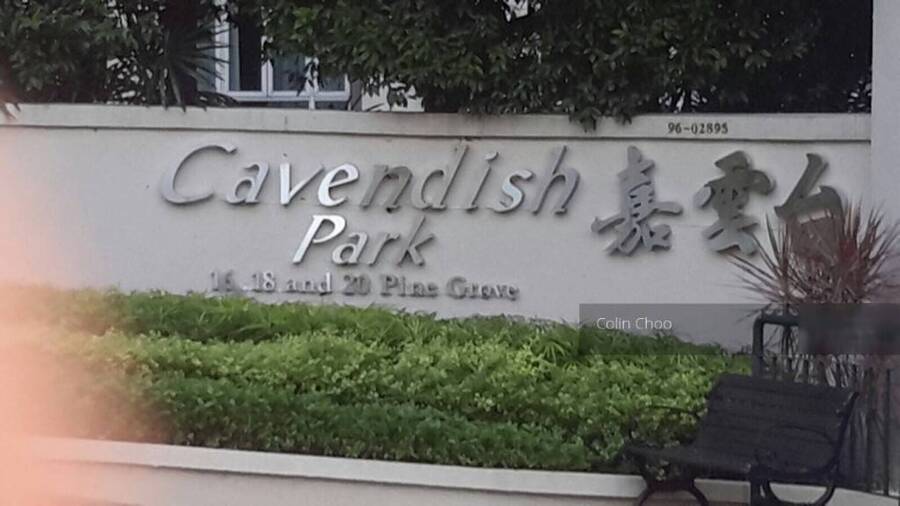 96-02895
Cavendish 嘉雲台
Park
16, 18 and 20 Pine Grove
Colin Choo